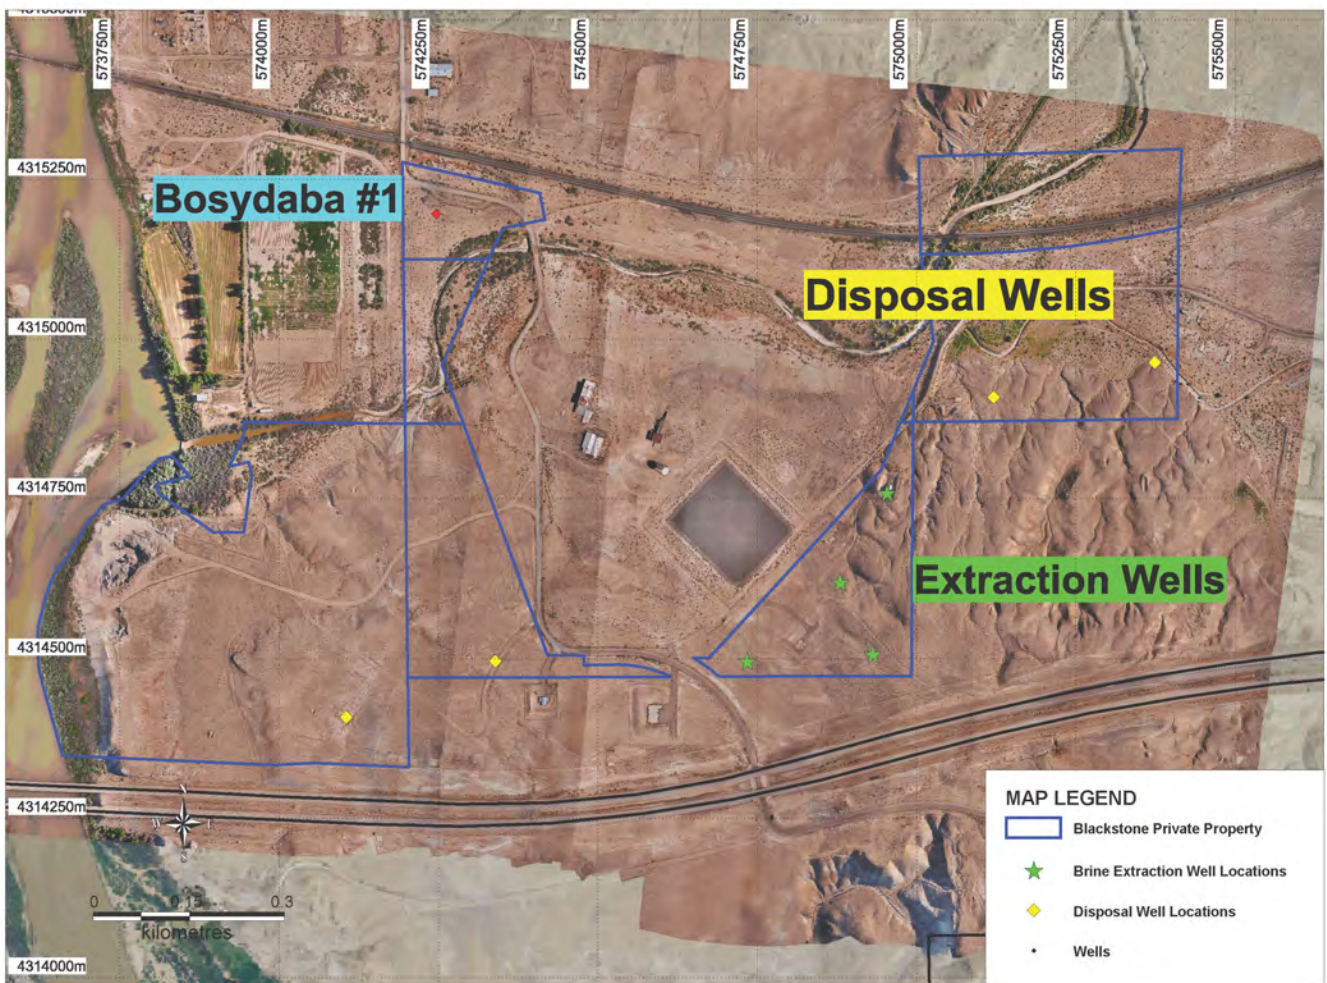 573750m
574000m
574250m
574500m
574750m
575000m
575250m
575500m
4315250m
Bosydaba #1
Disposal Wells
4315000m
4314750m
Extraction Wells
4314500m
4314250m
W
S
0 0.15 0.3
kilometres
4314000m
MAP LEGEND
Blackstone Private Property
Brine Extraction Well Locations
Disposal Well Locations
Wells